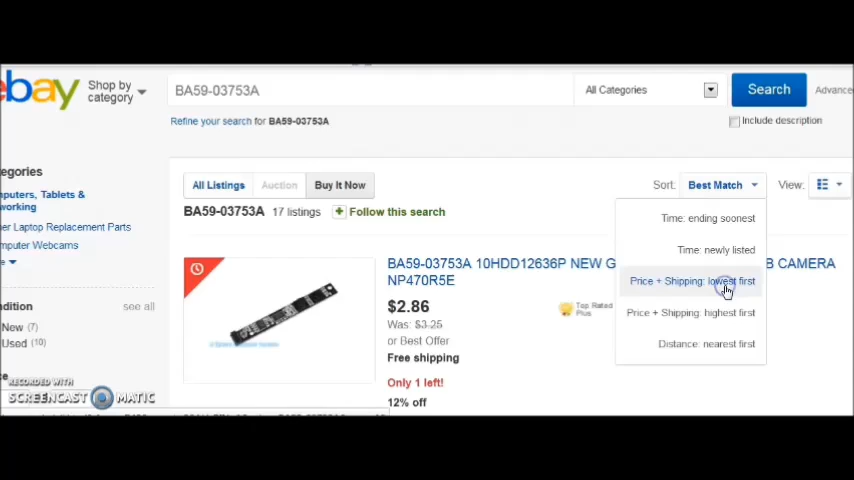 ebay
Shop by
category
BA59-03753A
All Categories
Search
Advance
Refine your search for BA59-03753A
Include description
egories
mputers, Tablets &
working
er Laptop Replacement Parts
mputer Webcams
e
All Listings
Auction
Buy It Now
Sort: Best Match
View:
BA59-03753A 17 listings + Follow this search
Time: ending soonest
Time: newly listed
Price + Shipping: lowest first
Price + Shipping: highest first
Distance: nearest first
BA59-03753A 10HDD12636P NEW G B CAMERA
NP470R5E
$2.86
Was: $3.25
or Best Offer
Free shipping
Only 1 left!
12% off
Top Rated
Plus
ndition see all
New (7)
Used (10)
ce
RECORDED WITH
SCREENCAST MATIC